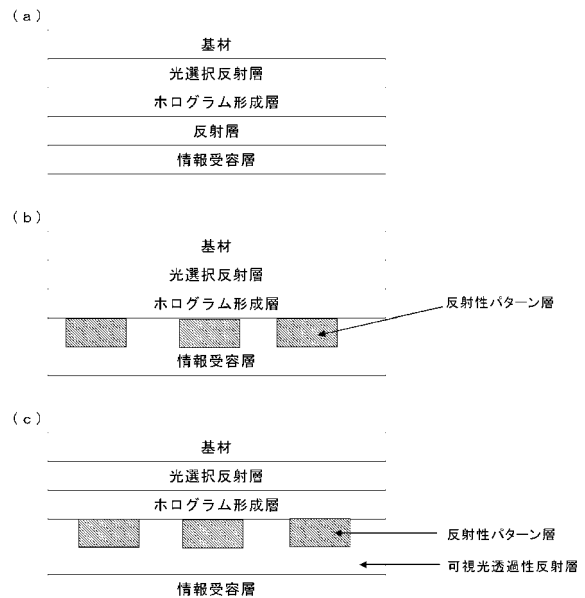 (a)
基材
光選択反射層
ホログラム形成層
反射層
情報受容層
(b)
基材
光選択反射層
ホログラム形成層
反射性パターン層
情報受容層
(c)
基材
光選択反射層
ホログラム形成層
反射性パターン層
可視光透過性反射層
情報受容層